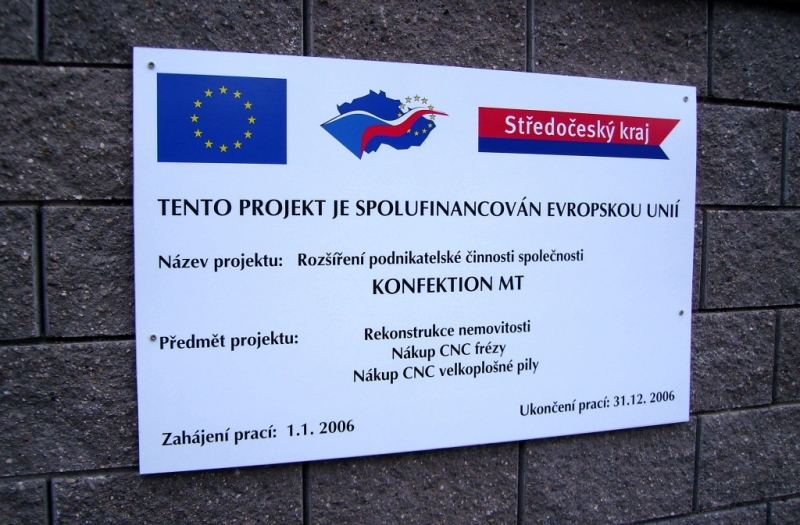 Středočeský kraj
TENTO PROJEKT JE SPOLUFINANCOVÁN EVROPSKOU UNIÍ
Název projektu: Rozšíření podnikatelské činnosti společnosti
KONFEKTION MT
Předmět projektu: Rekonstrukce nemovitosti
Nákup CNC frézy
Nákup CNC velkoplošné pily
Zahájení prací: 1.1. 2006
Ukončení prací: 31.12. 2006